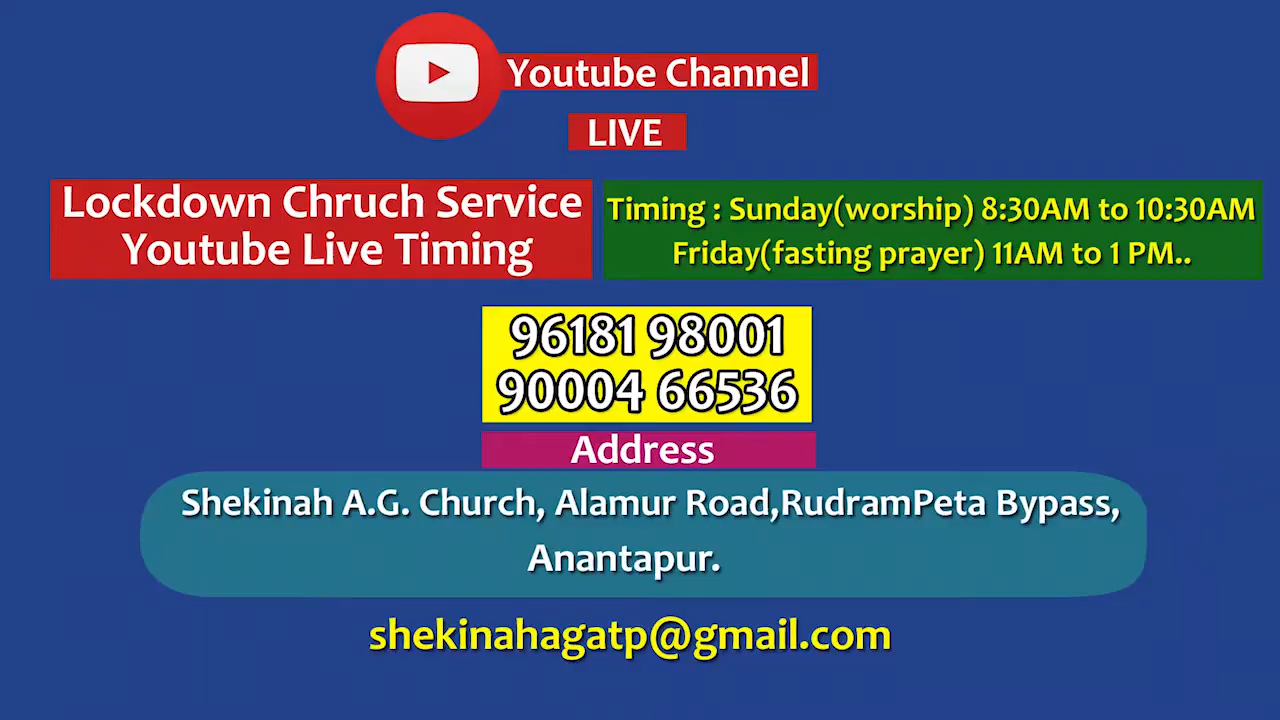 Youtube Channel
LIVE
Lockdown Chruch Service
Youtube Live Timing
Timing : Sunday(worship) 8:30AM to 10:30AM
Friday(fasting prayer) 11AM to 1 PM..
96181 98001
90004 66536
Address
Shekinah A.G. Church, Alamur Road,RudramPeta Bypass,
Anantapur.
shekinahagatp@gmail.com